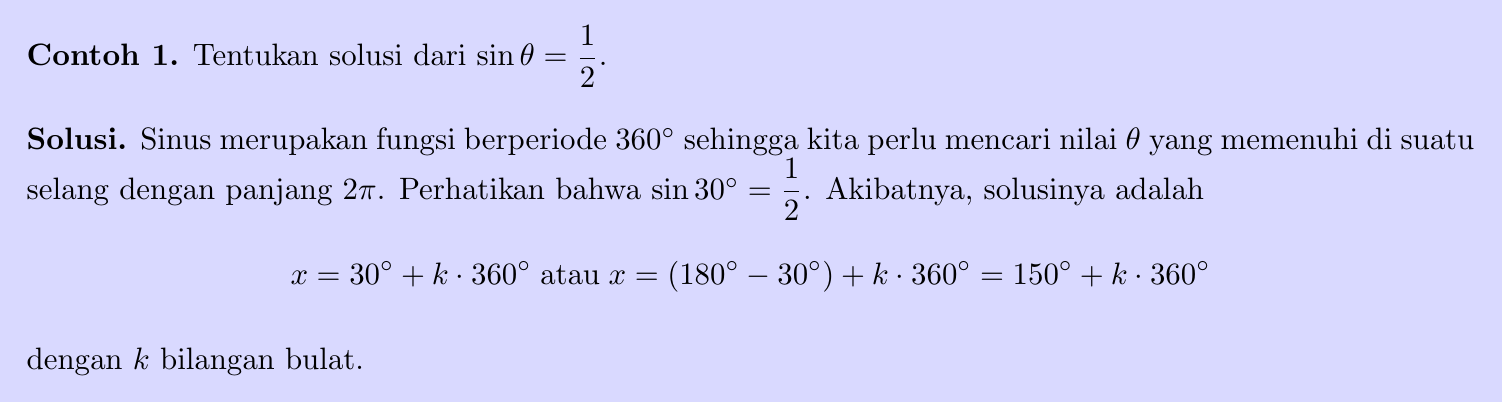 Contoh 1. Tentukan solusi dari sin θ = 1/2.
Solusi. Sinus merupakan fungsi berperiode 360° sehingga kita perlu mencari nilai θ yang memenuhi di suatu
selang dengan panjang 2π. Perhatikan bahwa sin 30° = 1/2. Akibatnya, solusinya adalah
x = 30° + k · 360° atau x = (180° − 30°) + k · 360° = 150° + k · 360°
dengan k bilangan bulat.